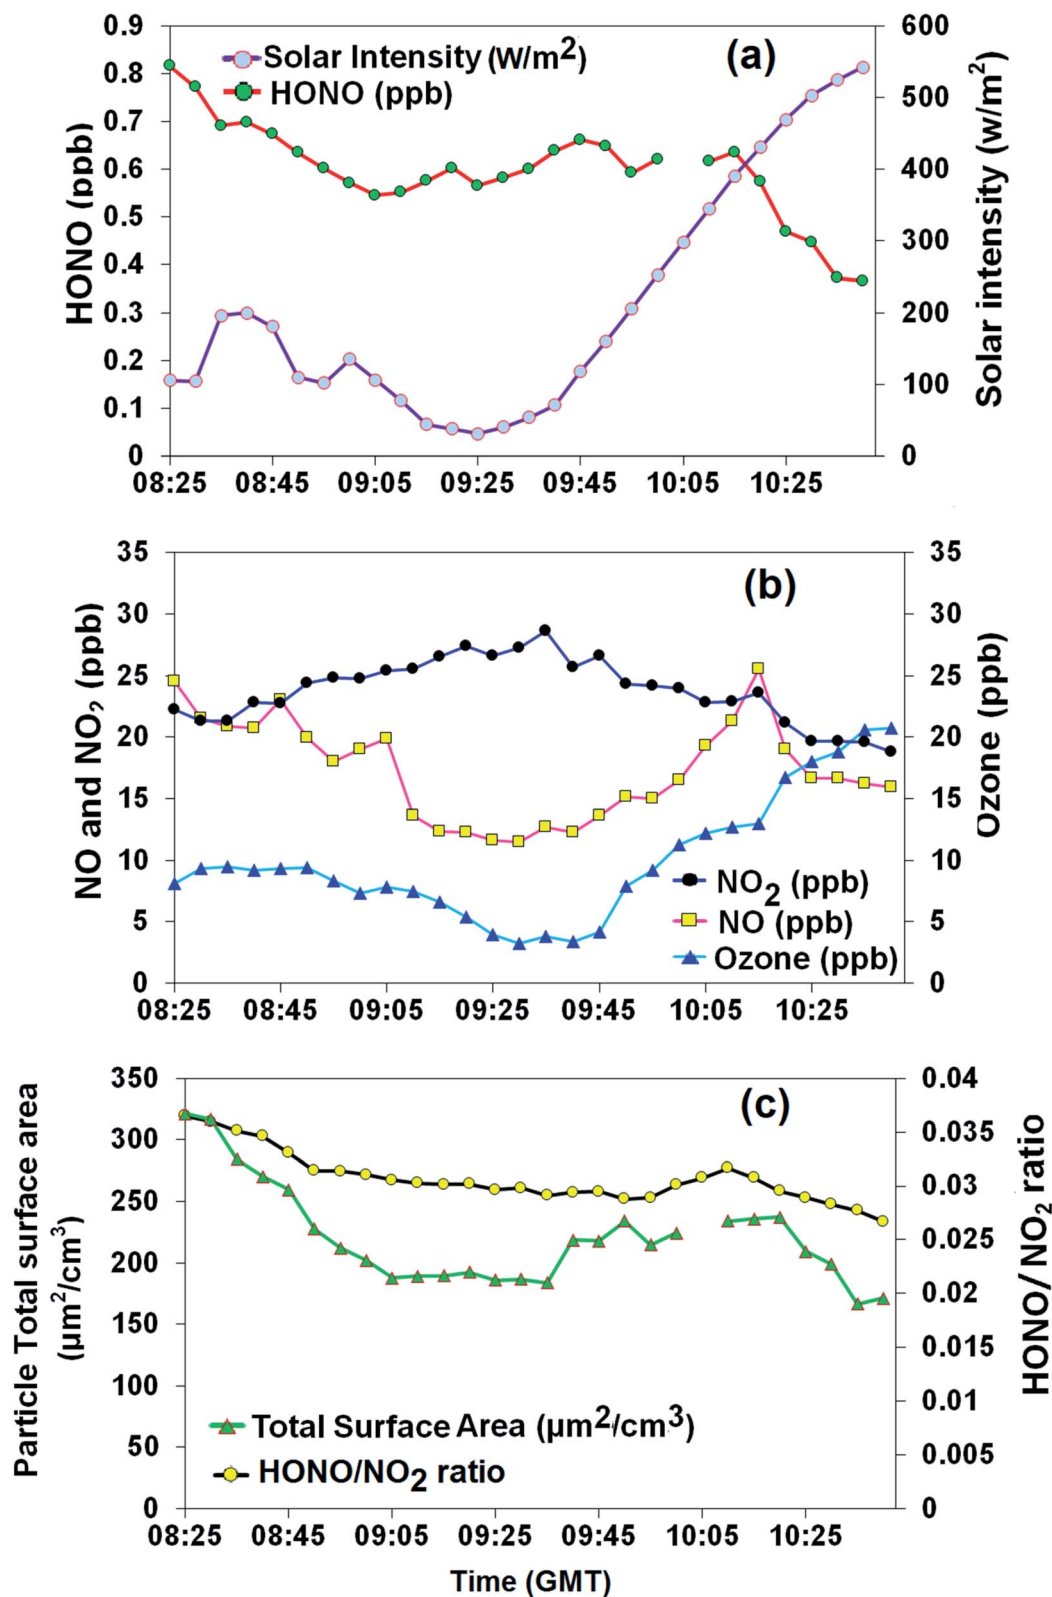 (a)
Solar Intensity (W/m²)
HONO (ppb)
HONO (ppb)
Solar intensity (w/m²)
0.9
0.8
0.7
0.6
0.5
0.4
0.3
0.2
0.1
0
600
500
400
300
200
100
0
08:25 08:45 09:05 09:25 09:45 10:05 10:25
(b)
NO and NO₂ (ppb)
Ozone (ppb)
35
30
25
20
15
10
5
0
35
30
25
20
15
10
5
0
NO₂ (ppb)
NO (ppb)
Ozone (ppb)
08:25 08:45 09:05 09:25 09:45 10:05 10:25
(c)
Particle Total surface area
(µm²/cm³)
HONO/ NO₂ ratio
350
300
250
200
150
100
50
0
0.04
0.035
0.03
0.025
0.02
0.015
0.01
0.005
0
Total Surface Area (µm²/cm³)
HONO/NO₂ ratio
08:25 08:45 09:05 09:25 09:45 10:05 10:25
Time (GMT)